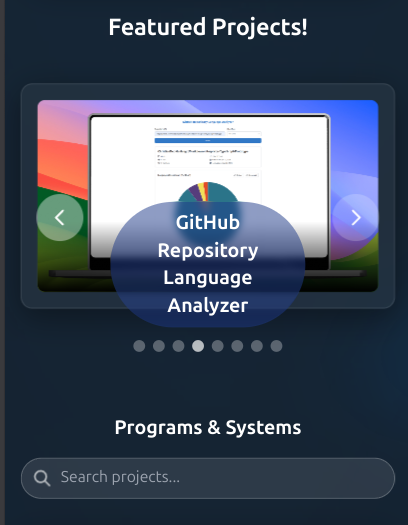 Featured Projects!
GitHub
Repository
Language
Analyzer
Programs & Systems
Search projects...